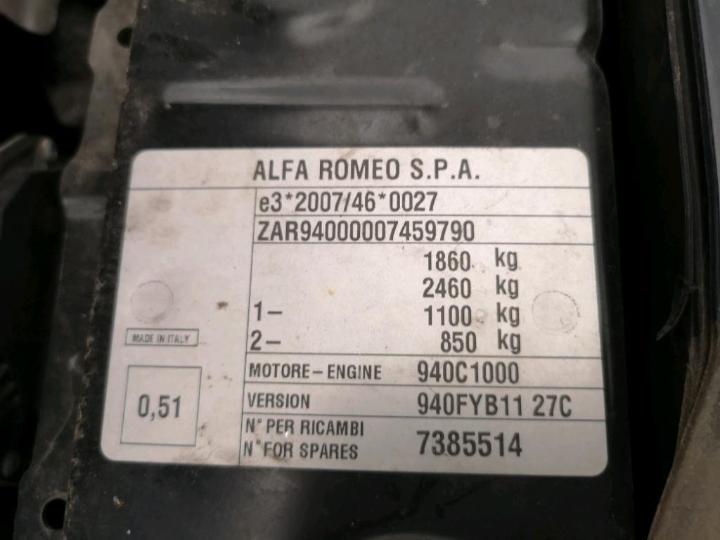 ALFA ROMEO S.P.A.
e3*2007/46*0027
ZAR94000007459790
1860 kg
2460 kg
1- 1100 kg
2- 850 kg
MADE IN ITALY
MOTORE-ENGINE 940C1000
0,51
VERSION 940FYB11 27C
N° PER RICAMBI
N° FOR SPARES 7385514